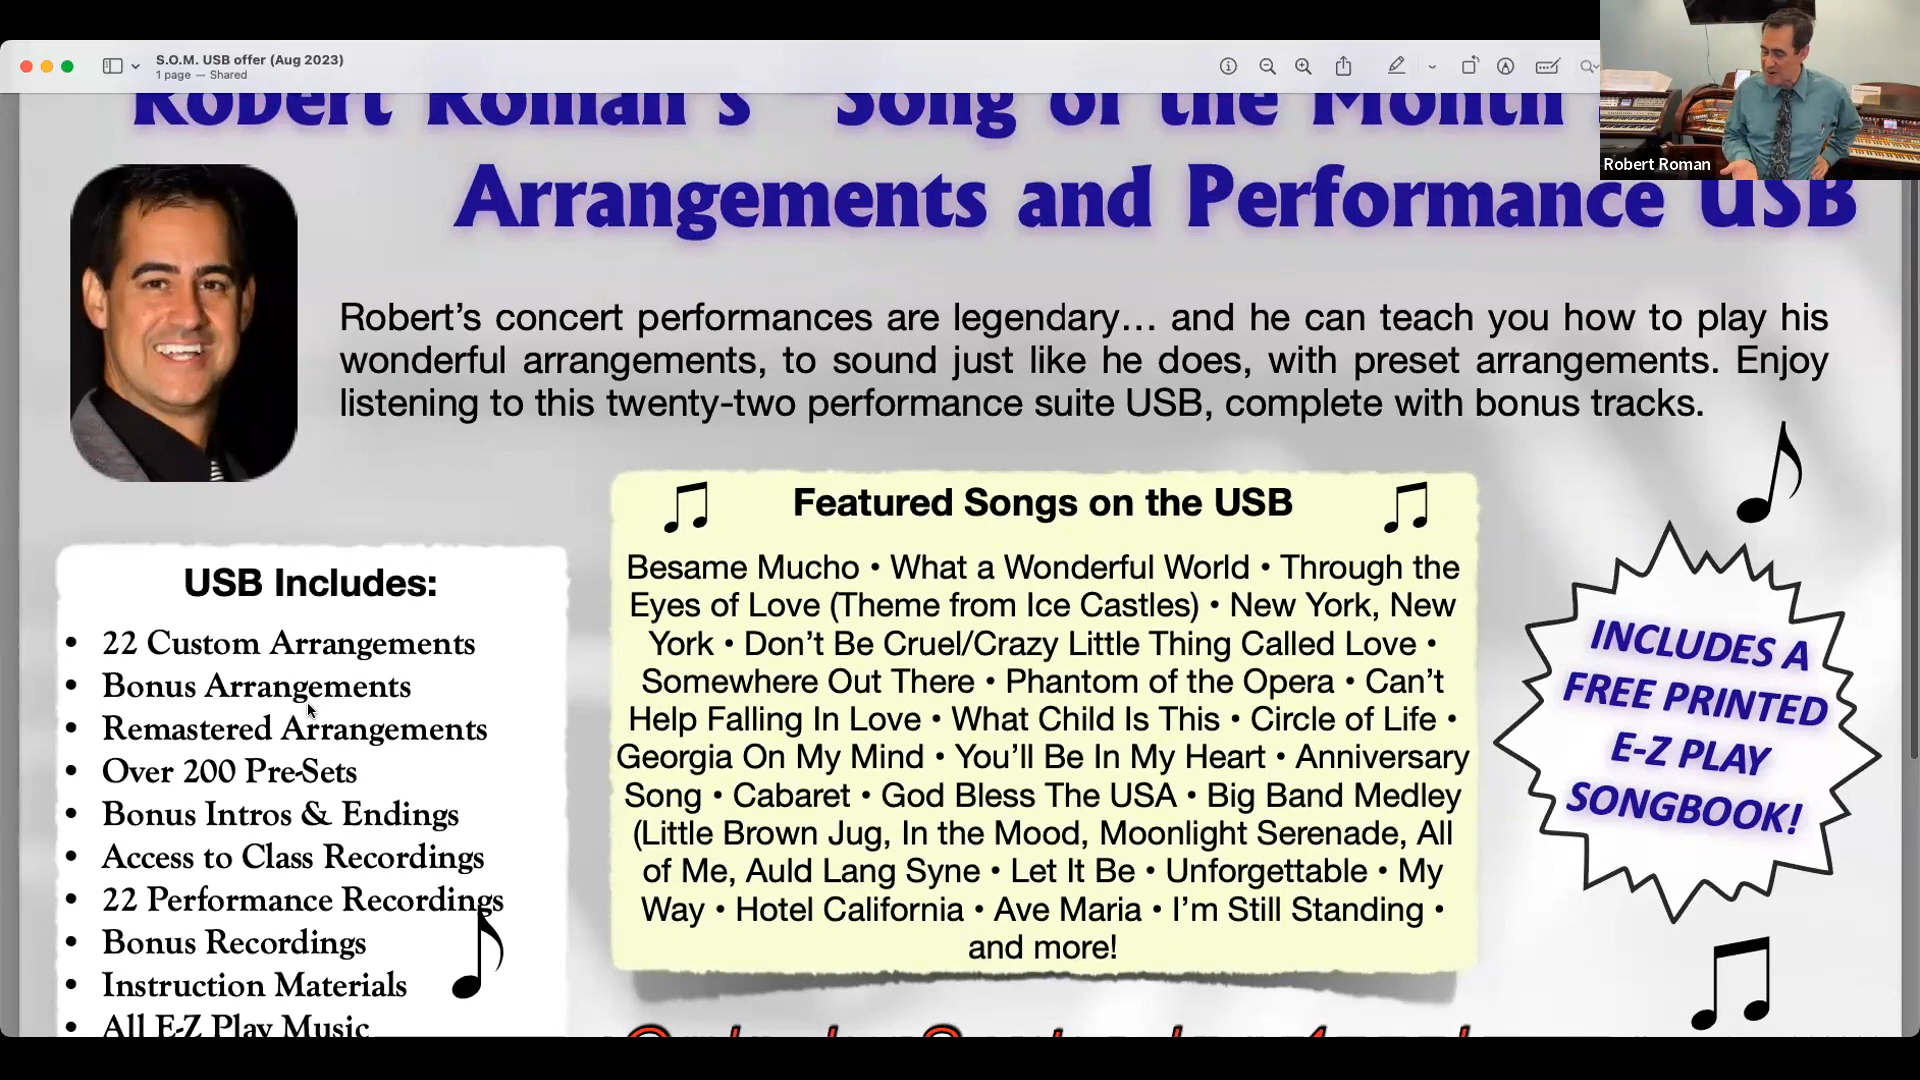 S.O.M. USB offer (Aug 2023)
1 page — Shared
Robert Roman
Robert Roman's "Song of the Month
Arrangements and Performance USB
Robert’s concert performances are legendary… and he can teach you how to play his
wonderful arrangements, to sound just like he does, with preset arrangements. Enjoy
listening to this twenty-two performance suite USB, complete with bonus tracks.
USB Includes:
• 22 Custom Arrangements
• Bonus Arrangements
• Remastered Arrangements
• Over 200 Pre-Sets
• Bonus Intros & Endings
• Access to Class Recordings
• 22 Performance Recordings
• Bonus Recordings
• Instruction Materials
• All E-Z Play Music
Featured Songs on the USB
Besame Mucho • What a Wonderful World • Through the
Eyes of Love (Theme from Ice Castles) • New York, New
York • Don’t Be Cruel/Crazy Little Thing Called Love •
Somewhere Out There • Phantom of the Opera • Can’t
Help Falling In Love • What Child Is This • Circle of Life •
Georgia On My Mind • You’ll Be In My Heart • Anniversary
Song • Cabaret • God Bless The USA • Big Band Medley
(Little Brown Jug, In the Mood, Moonlight Serenade, All
of Me, Auld Lang Syne • Let It Be • Unforgettable • My
Way • Hotel California • Ave Maria • I’m Still Standing •
and more!
INCLUDES A
FREE PRINTED
E-Z PLAY
SONGBOOK!